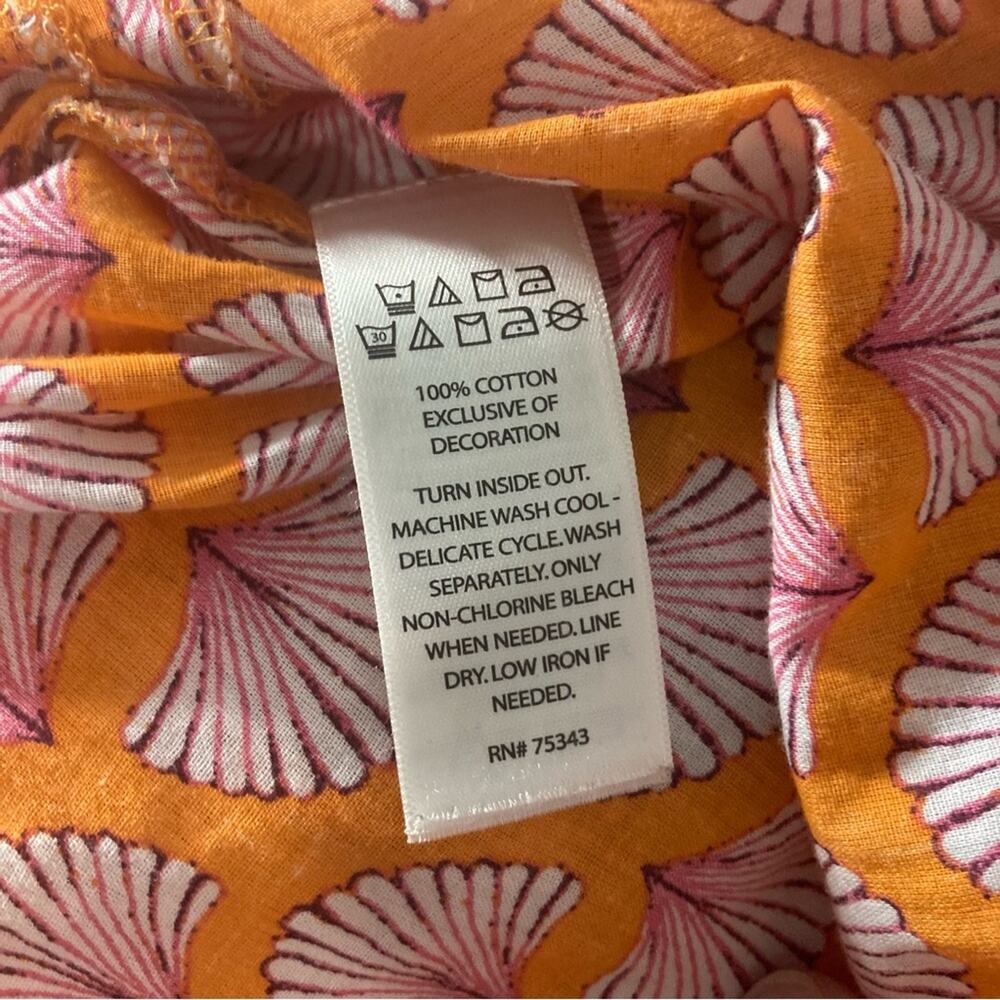 30
100% COTTON
EXCLUSIVE OF
DECORATION
TURN INSIDE OUT.
MACHINE WASH COOL -
DELICATE CYCLE. WASH
SEPARATELY. ONLY
NON-CHLORINE BLEACH
WHEN NEEDED. LINE
DRY. LOW IRON IF
NEEDED.
RN# 75343